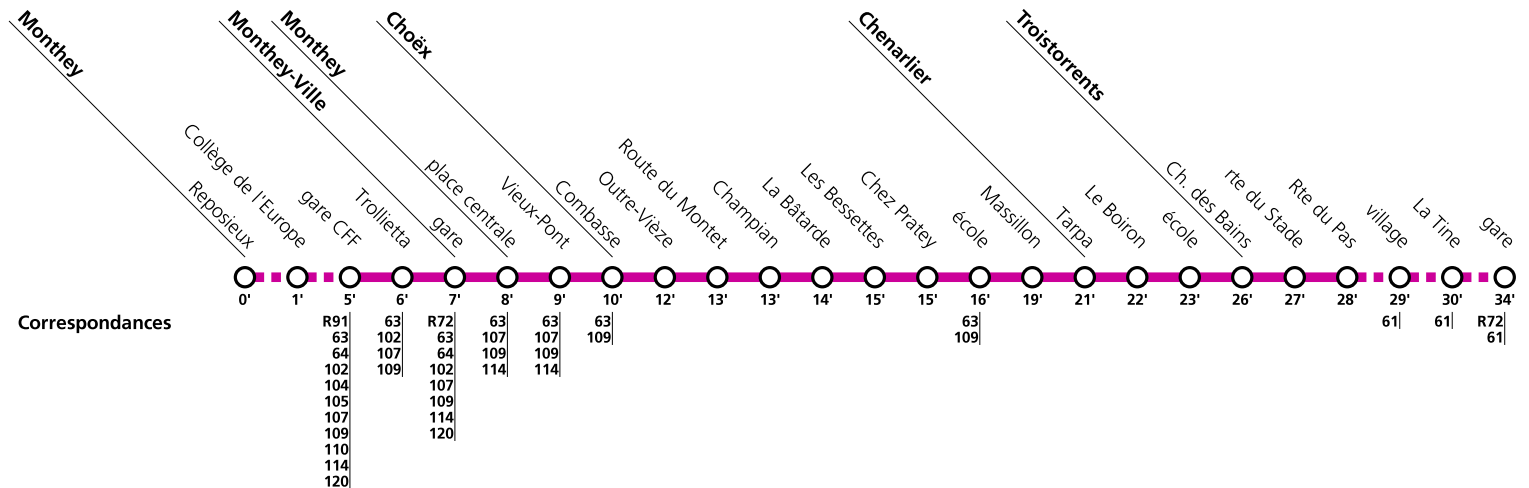 Monthey
Monthey-Ville
Monthey
Choëx
Chenarlier
Troistorrents
Reposieux
Collège de l'Europe
gare CFF
Trollietta
gare
place centrale
Vieux-Pont
Combasse
Outre-Vièze
Route du Montet
Champian
La Bâtarde
Les Bessettes
Chez Pratey
école
Massillon
Tarpa
Le Boiron
école
Ch. des Bains
rte du Stade
Rte du Pas
village
La Tine
gare
0' 1' 5' 6' 7' 8' 9' 10' 12' 13' 13' 14' 15' 15' 16' 19' 21' 22' 23' 26' 27' 28' 29' 30' 34'
Correspondances R91 63 R72 63 63 63 63 61 61 R72
63 102 63 107 107 109 109 61
64 107 64 109 109
102 109 102 114 114
104 107
105 109
107 114
109 120
110
114
120